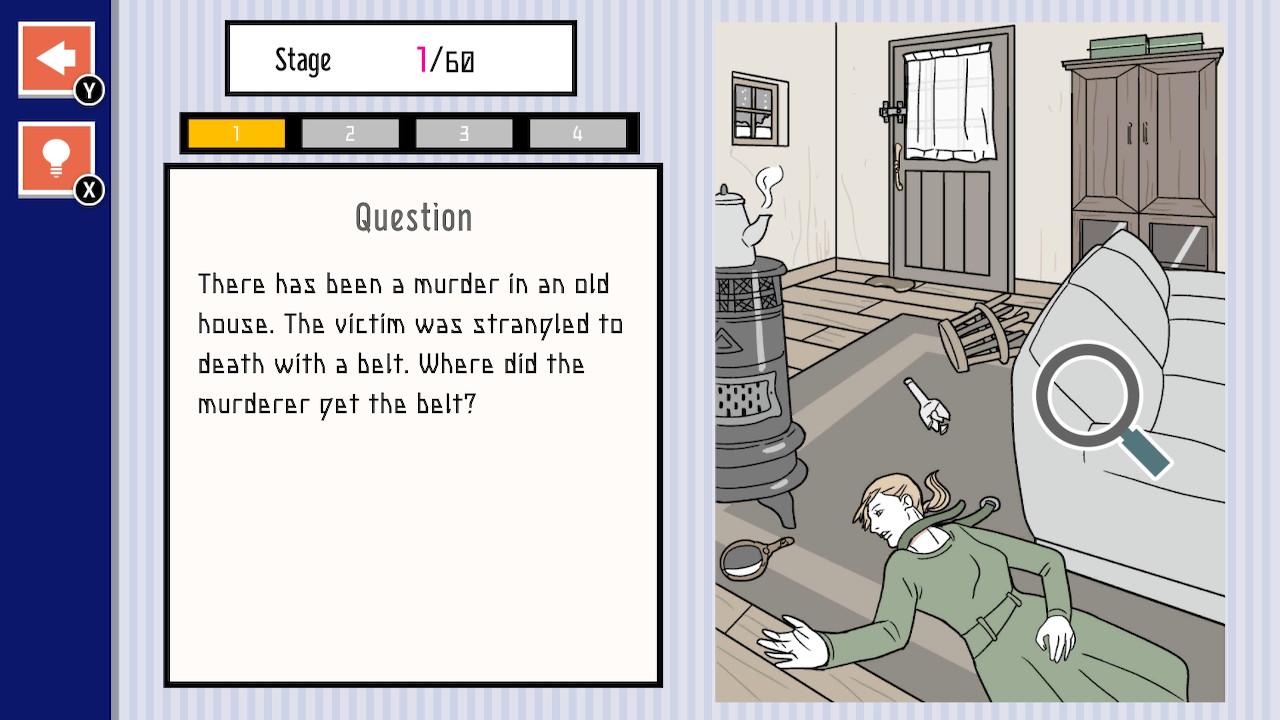 Y
X
Stage 1/60
1 2 3 4
Question
There has been a murder in an old
house. The victim was strangled to
death with a belt. Where did the
murderer get the belt?